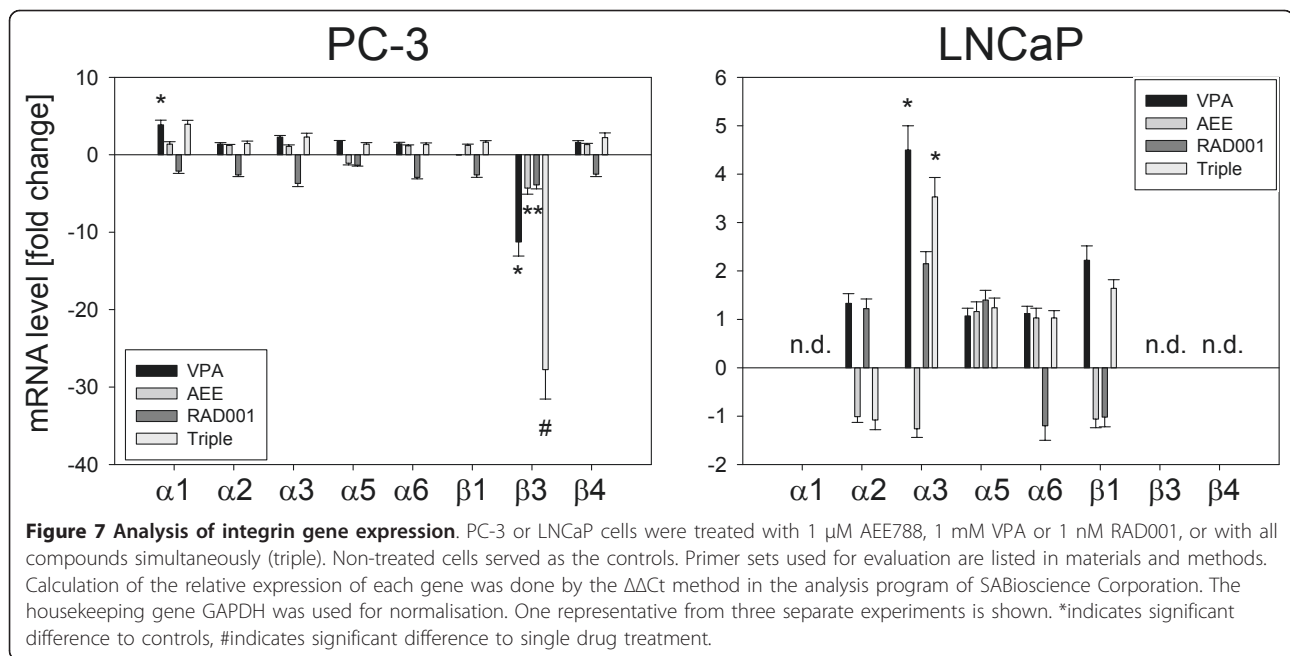 PC-3
mRNA level [fold change]
10
0
-10
-20
-30
-40
*
**
*
#
VPA
AEE
RAD001
Triple
α1 α2 α3 α5 α6 β1 β3 β4
LNCaP
6
5
4
3
2
1
0
-1
-2
*
*
VPA
AEE
RAD001
Triple
n.d.
n.d. n.d.
α1 α2 α3 α5 α6 β1 β3 β4
Figure 7 Analysis of integrin gene expression. PC-3 or LNCaP cells were treated with 1 μM AEE788, 1 mM VPA or 1 nM RAD001, or with all
compounds simultaneously (triple). Non-treated cells served as the controls. Primer sets used for evaluation are listed in materials and methods.
Calculation of the relative expression of each gene was done by the ΔΔCt method in the analysis program of SABioscience Corporation. The
housekeeping gene GAPDH was used for normalisation. One representative from three separate experiments is shown. *indicates significant
difference to controls, #indicates significant difference to single drug treatment.